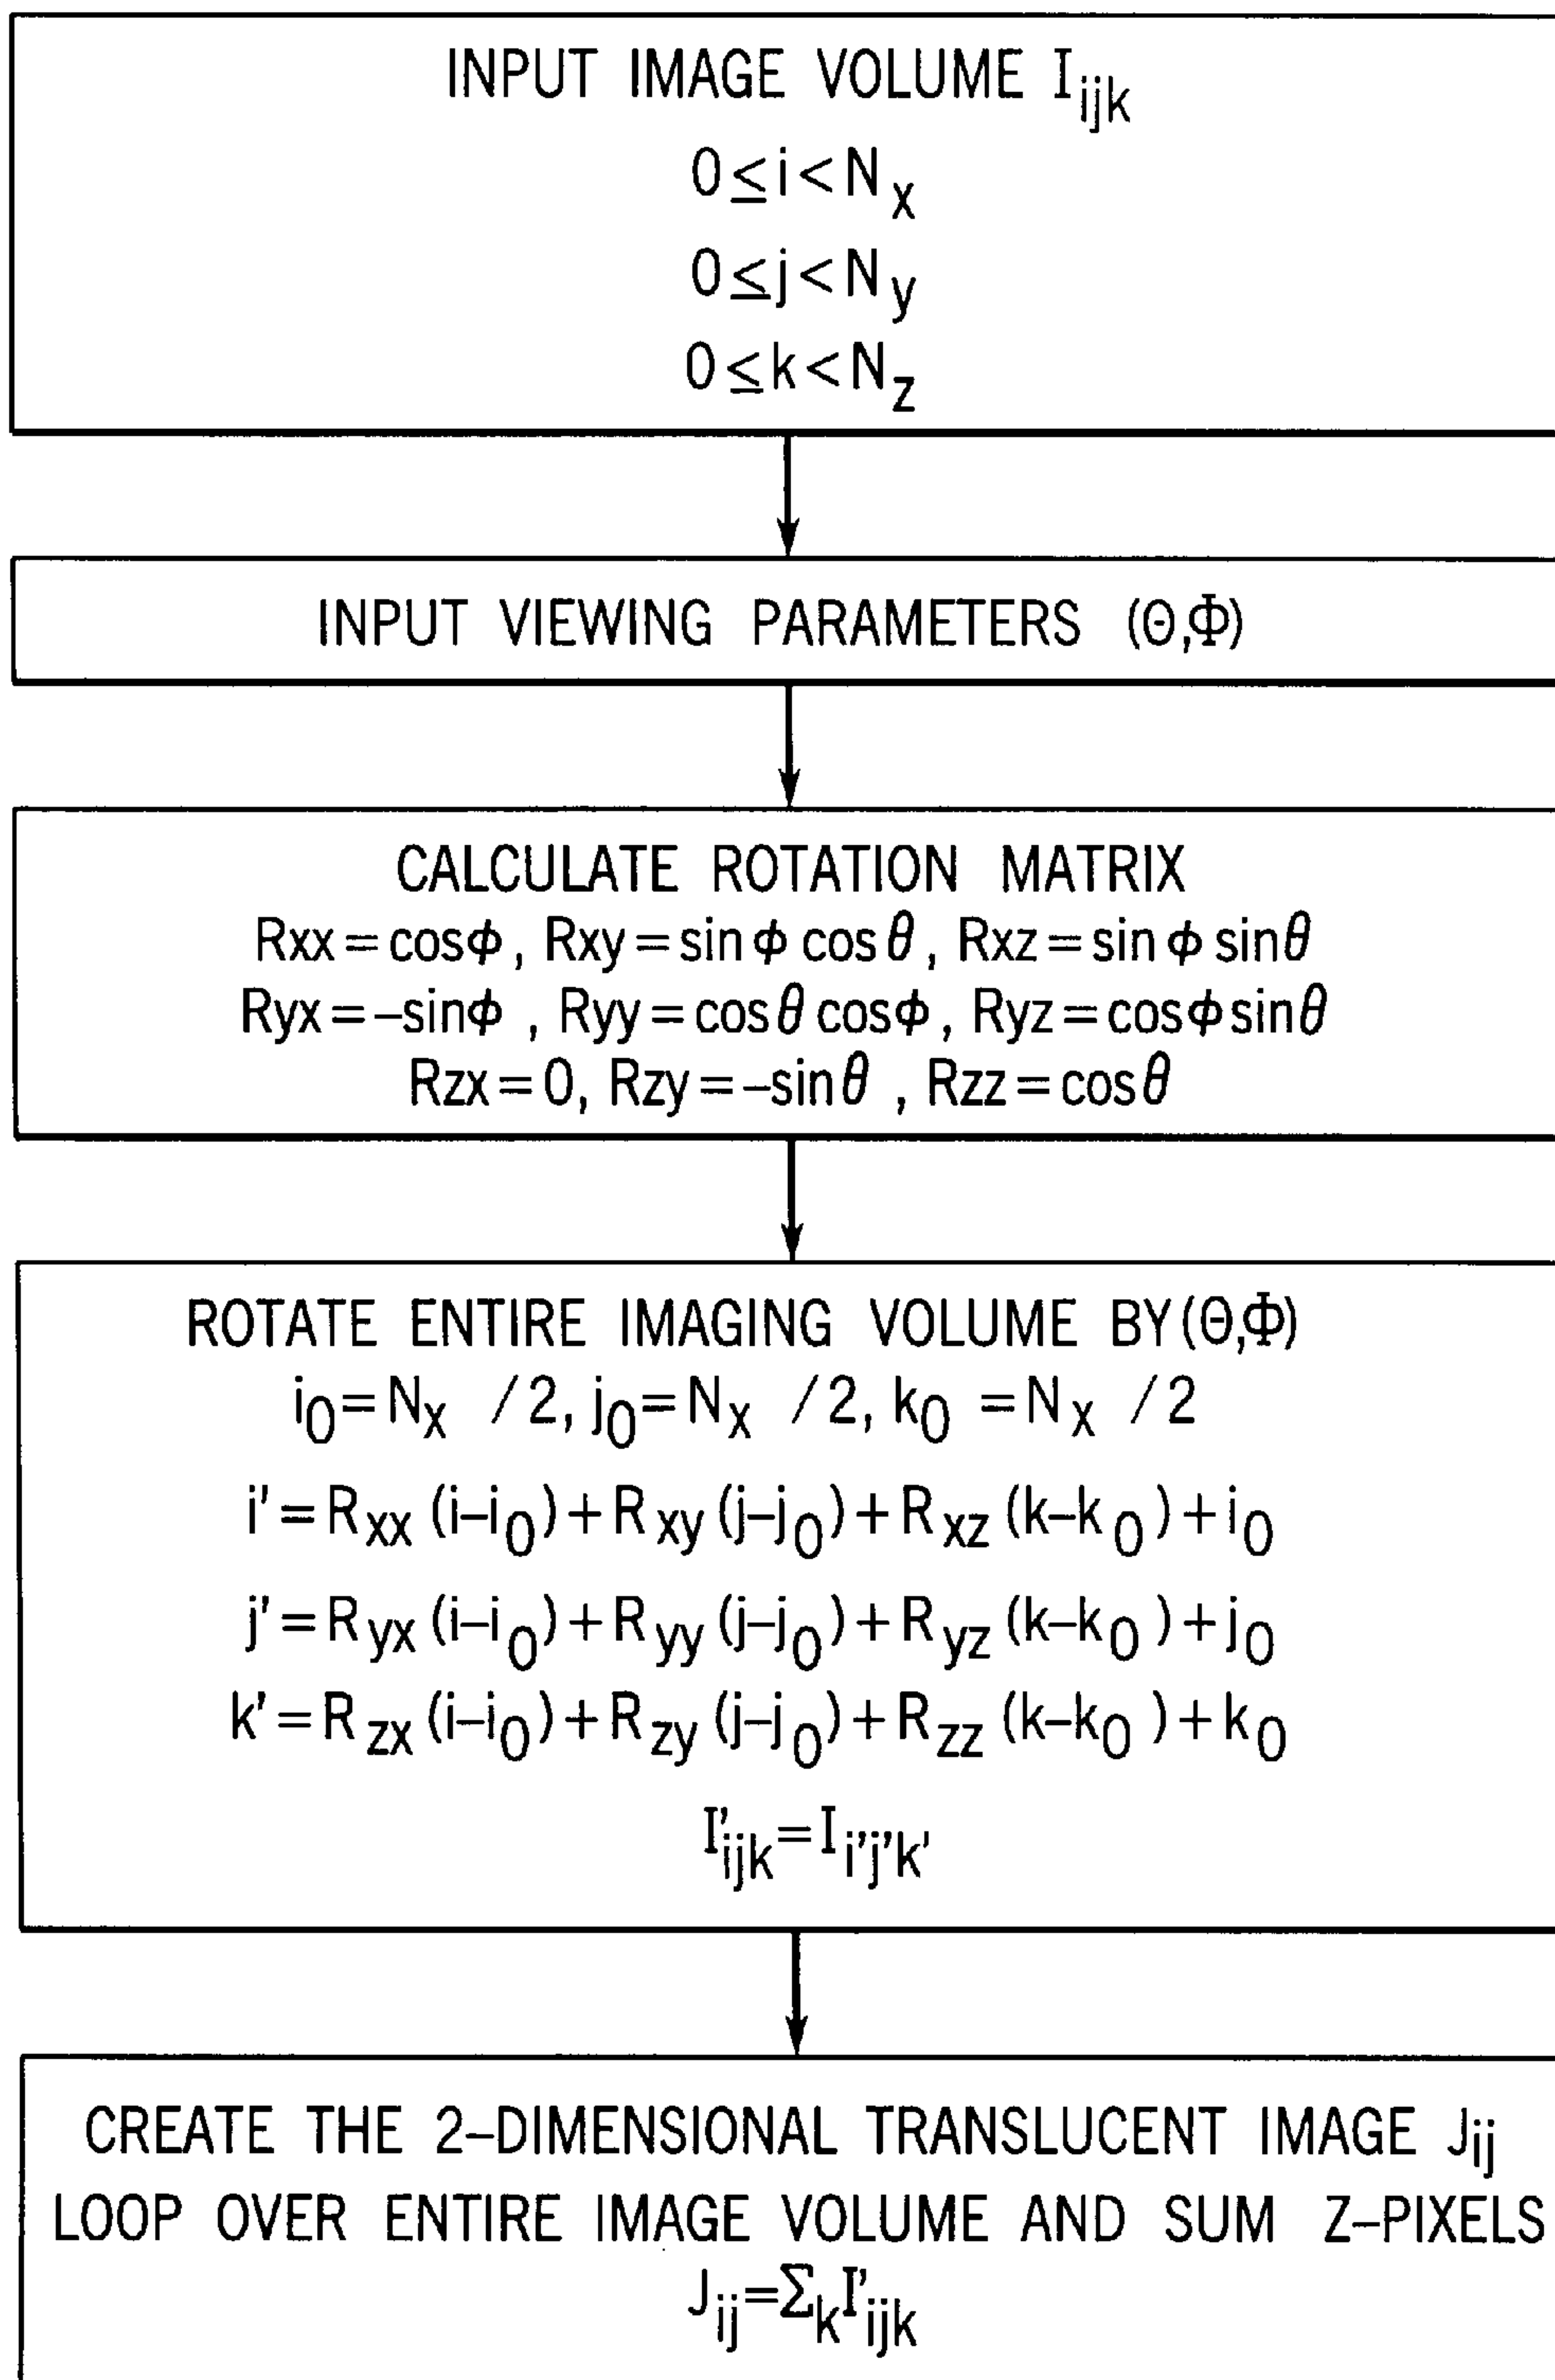 INPUT IMAGE VOLUME I_ijk
0≤i<N_x
0≤j<N_y
0≤k<N_z
INPUT VIEWING PARAMETERS (Θ,Φ)
CALCULATE ROTATION MATRIX
Rxx=cosϕ, Rxy=sinϕ cosθ, Rxz=sinϕ sinθ
Ryx=–sinϕ, Ryy=cosθ cosϕ, Ryz=cosϕ sinθ
Rzx=0, Rzy=–sinθ, Rzz=cosθ
ROTATE ENTIRE IMAGING VOLUME BY(Θ,Φ)
i_0=N_x /2, j_0=N_x /2, k_0 =N_x /2
i'=R_xx (i–i_0)+R_xy (j–j_0)+R_xz (k–k_0)+i_0
j'=R_yx (i–i_0)+R_yy (j–j_0)+R_yz (k–k_0)+j_0
k'=R_zx (i–i_0)+R_zy (j–j_0)+R_zz (k–k_0)+k_0
I'_ijk=I_i'j'k'
CREATE THE 2–DIMENSIONAL TRANSLUCENT IMAGE J_ij
LOOP OVER ENTIRE IMAGE VOLUME AND SUM Z–PIXELS
J_ij=Σ_k I'_ijk